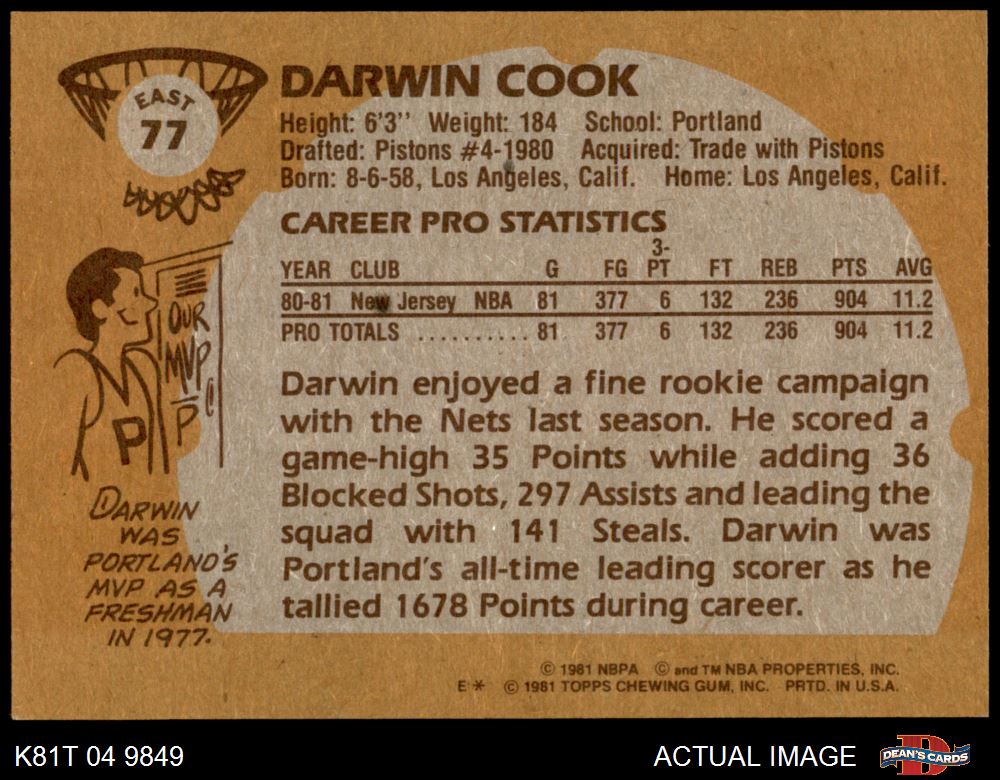 EAST
77
DARWIN COOK
Height: 6'3'' Weight: 184 School: Portland
Drafted: Pistons #4-1980 Acquired: Trade with Pistons
Born: 8-6-58, Los Angeles, Calif. Home: Los Angeles, Calif.
CAREER PRO STATISTICS
YEAR CLUB G FG 3-PT FT REB PTS AVG
80-81 New Jersey NBA 81 377 6 132 236 904 11.2
PRO TOTALS .......... 81 377 6 132 236 904 11.2
Darwin enjoyed a fine rookie campaign
with the Nets last season. He scored a
game-high 35 Points while adding 36
Blocked Shots, 297 Assists and leading the
squad with 141 Steals. Darwin was
Portland's all-time leading scorer as he
tallied 1678 Points during career.
OUR
MVP
P
P
DARWIN
WAS
PORTLAND'S
MVP AS A
FRESHMAN
IN 1977.
© 1981 NBPA © and TM NBA PROPERTIES, INC.
E* © 1981 TOPPS CHEWING GUM, INC. PRTD. IN U.S.A.
K81T 04 9849
ACTUAL IMAGE
DEAN'S CARDS